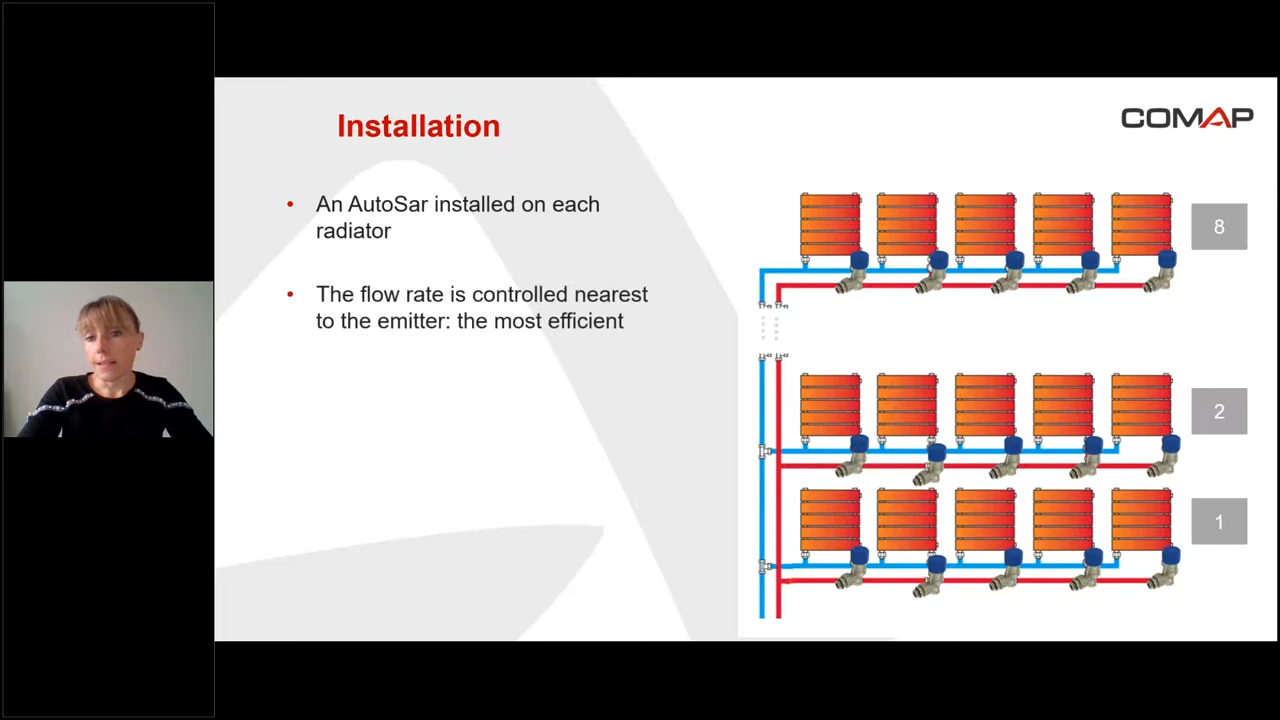 Installation
COMAP
• An AutoSar installed on each
radiator
• The flow rate is controlled nearest
to the emitter: the most efficient
8
2
1